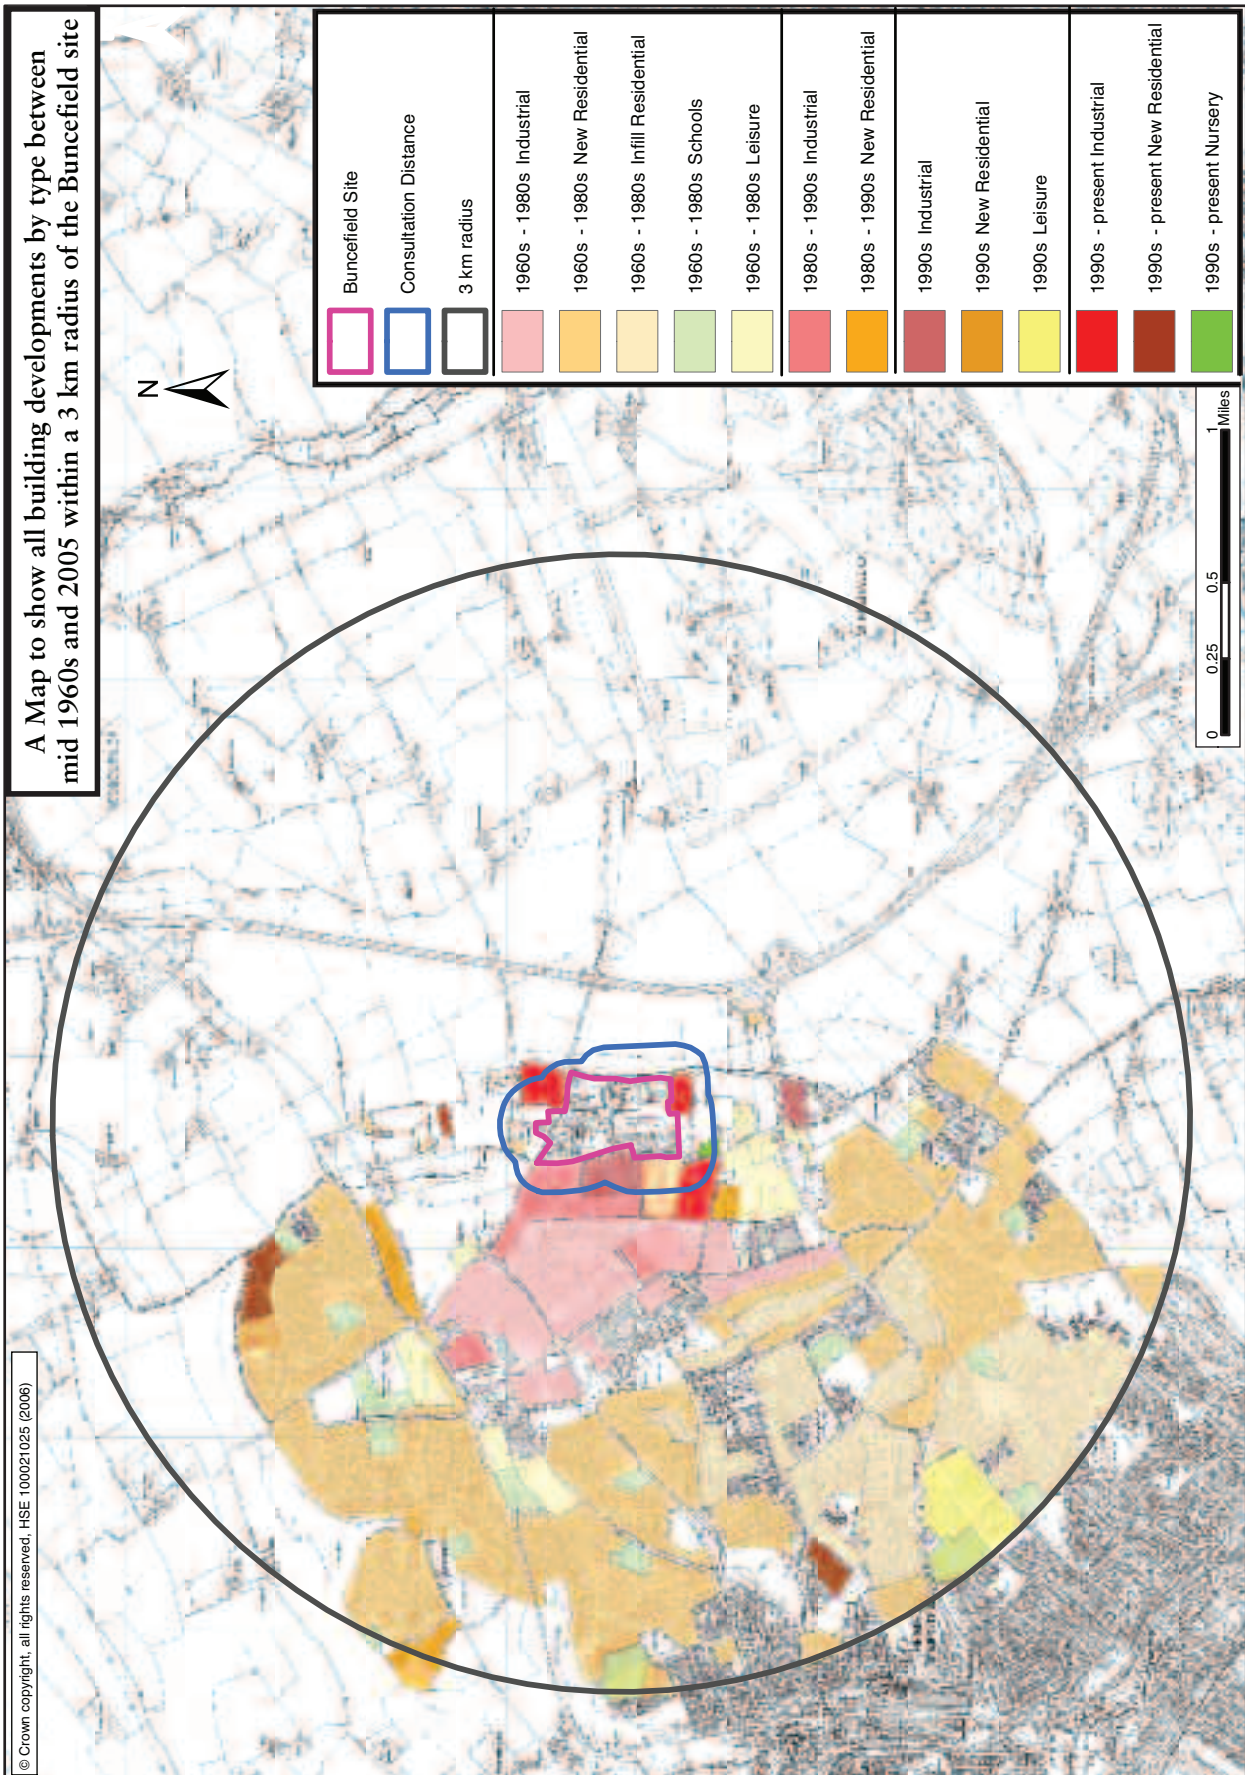 A Map to show all building developments by type between
mid 1960s and 2005 within a 3 km radius of the Buncefield site
Buncefield Site
Consultation Distance
3 km radius
1960s - 1980s Industrial
1960s - 1980s New Residential
1960s - 1980s Infill Residential
1960s - 1980s Schools
1960s - 1980s Leisure
1980s - 1990s Industrial
1980s - 1990s New Residential
1990s Industrial
1990s New Residential
1990s Leisure
1990s - present Industrial
1990s - present New Residential
1990s - present Nursery
N
0 0.25 0.5 1
Miles
© Crown copyright, all rights reserved, HSE 100021025 (2006)